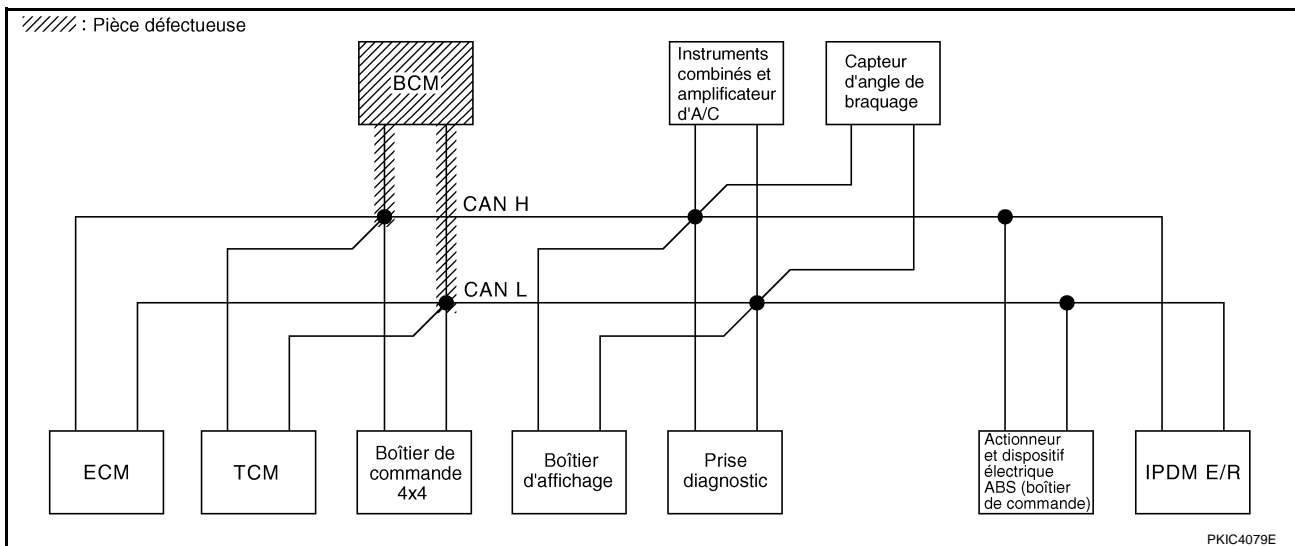 : Pièce défectueuse
BCM
Instruments
combinés et
amplificateur
d'A/C
Capteur
d'angle de
braquage
CAN H
CAN L
ECM
TCM
Boîtier de
commande
4x4
Boîtier
d'affichage
Prise
diagnostic
Actionneur
et dispositif
électrique
ABS (boîtier
de commande)
IPDM E/R
PKIC4079E